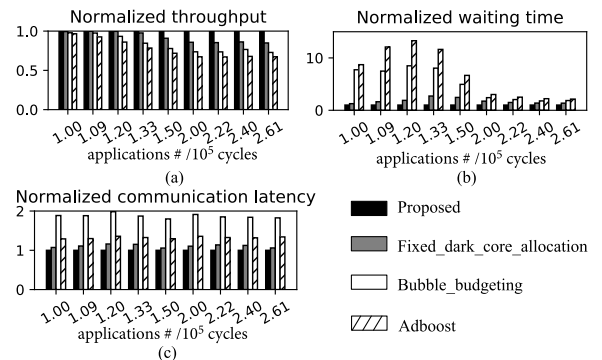 Normalized throughput
1.0
0.5
0.0
1.00 1.09 1.20 1.33 1.50 2.00 2.22 2.40 2.61
applications # /10⁵ cycles
(a)
Normalized waiting time
10
0
1.00 1.09 1.20 1.33 1.50 2.00 2.22 2.40 2.61
applications # /10⁵ cycles
(b)
Normalized communication latency
2
1
0
1.00 1.09 1.20 1.33 1.50 2.00 2.22 2.40 2.61
applications # /10⁵ cycles
(c)
Proposed
Fixed_dark_core_allocation
Bubble_budgeting
Adboost